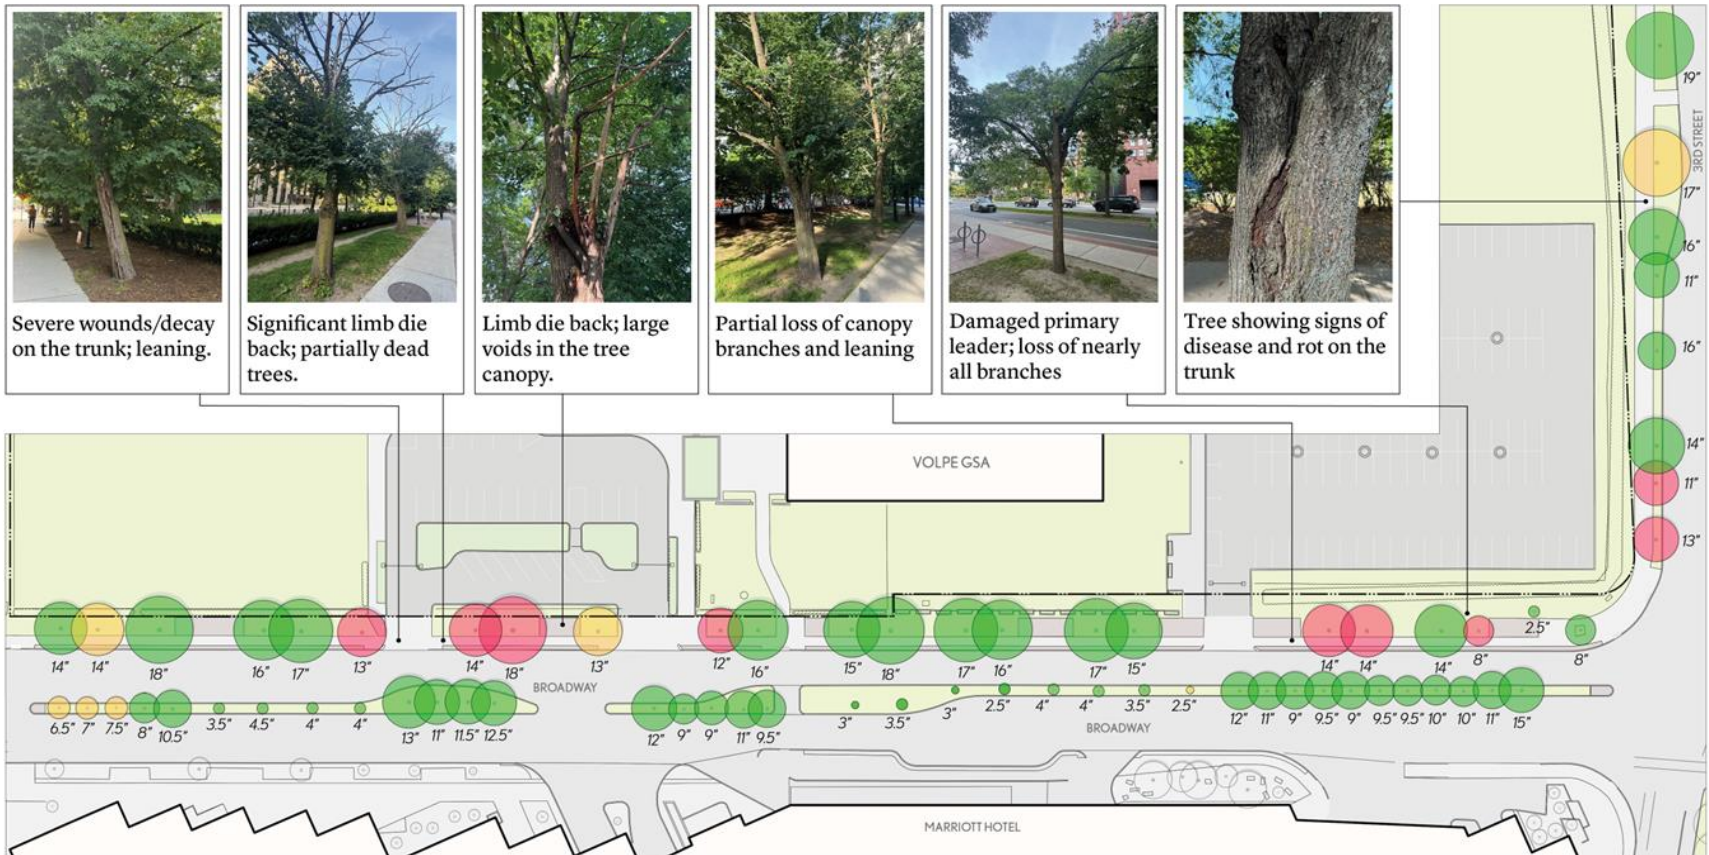 Severe wounds/decay
on the trunk; leaning.
Significant limb die
back; partially dead
trees.
Limb die back; large
voids in the tree
canopy.
Partial loss of canopy
branches and leaning
Damaged primary
leader; loss of nearly
all branches
Tree showing signs of
disease and rot on the
trunk
19"
3RD STREET
17"
16"
11"
16"
14"
11"
13"
VOLPE GSA
14" 14" 18" 16" 17" 13" 14" 18" 13" 12" 16" 15" 18" 17" 16" 17" 15" 14" 14" 14" 8" 2.5" 8"
BROADWAY
6.5" 7" 7.5" 8" 10.5" 3.5" 4.5" 4" 4" 13" 11" 11.5" 12.5" 12" 9" 9" 11" 9.5" 3" 3.5" 3" 2.5" 4" 4" 3.5" 2.5" 12" 11" 9" 9.5" 9" 9.5" 9.5" 10" 10" 11" 15"
BROADWAY
MARRIOTT HOTEL